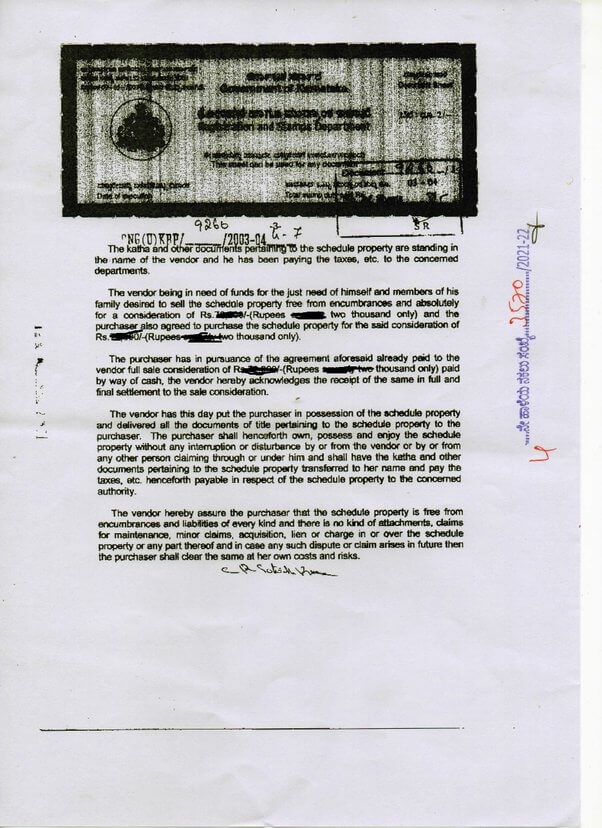 Government of Karnataka
Registration and Stamps Department
This sheet can be used for any document
Date of execution
9266
BNG(U)KPP/____/2003-04
4-7
SR
The katha and other documents pertaining to the schedule property are standing in
the name of the vendor and he has been paying the taxes, etc. to the concerned
departments.
The vendor being in need of funds for the just need of himself and members of his
family desired to sell the schedule property free from encumbrances and absolutely
for a consideration of Rs. /-(Rupees two thousand only) and the
purchaser also agreed to purchase the schedule property for the said consideration of
Rs. /-(Rupees two thousand only).
The purchaser has in pursuance of the agreement aforesaid already paid to the
vendor full sale consideration of Rs. /-(Rupees two thousand only) paid
by way of cash, the vendor hereby acknowledges the receipt of the same in full and
final settlement to the sale consideration.
The vendor has this day put the purchaser in possession of the schedule property
and delivered all the documents of title pertaining to the schedule property to the
purchaser. The purchaser shall henceforth own, possess and enjoy the schedule
property without any interruption or disturbance by or from the vendor or by or from
any other person claiming through or under him and shall have the katha and other
documents pertaining to the schedule property transferred to her name and pay the
taxes, etc. henceforth payable in respect of the schedule property to the concerned
authority.
The vendor hereby assure the purchaser that the schedule property is free from
encumbrances and liabilities of every kind and there is no kind of attachments, claims
for maintenance, minor claims, acquisition, lien or charge in or over the schedule
property or any part thereof and in case any such dispute or claim arises in future then
the purchaser shall clear the same at her own costs and risks.
ನೇ ಹಾಳೆಯ ನಕಲು ಸಂಖ್ಯೆ 2570/2021-22